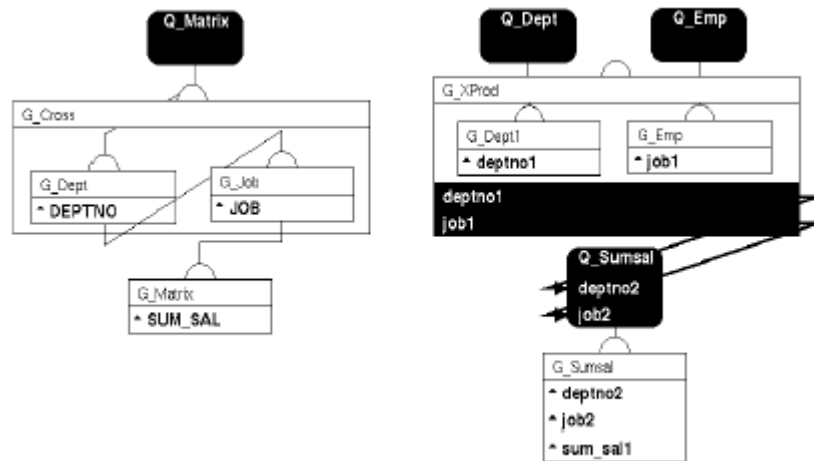 Q_Matrix
G_Cross
G_Dept
DEPTNO
G_Job
JOB
G_Matrix
SUM_SAL
Q_Dept
Q_Emp
G_XProd
G_Dept1
deptno1
G_Emp
job1
deptno1
job1
Q_Sumsal
deptno2
job2
G_Sumsal
deptno2
job2
sum_sal1